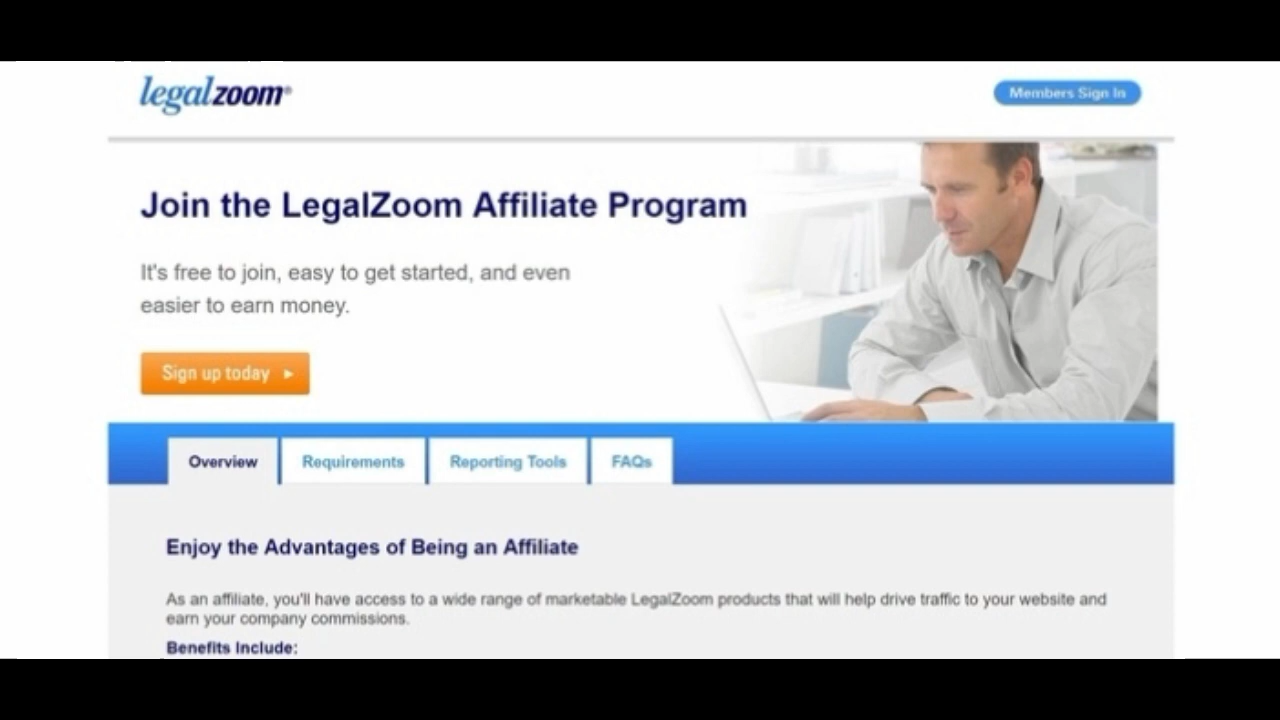 legalzoom®
Members Sign In
Join the LegalZoom Affiliate Program
It's free to join, easy to get started, and even
easier to earn money.
Sign up today
Overview
Requirements
Reporting Tools
FAQs
Enjoy the Advantages of Being an Affiliate
As an affiliate, you'll have access to a wide range of marketable LegalZoom products that will help drive traffic to your website and
earn your company commissions.
Benefits Include: